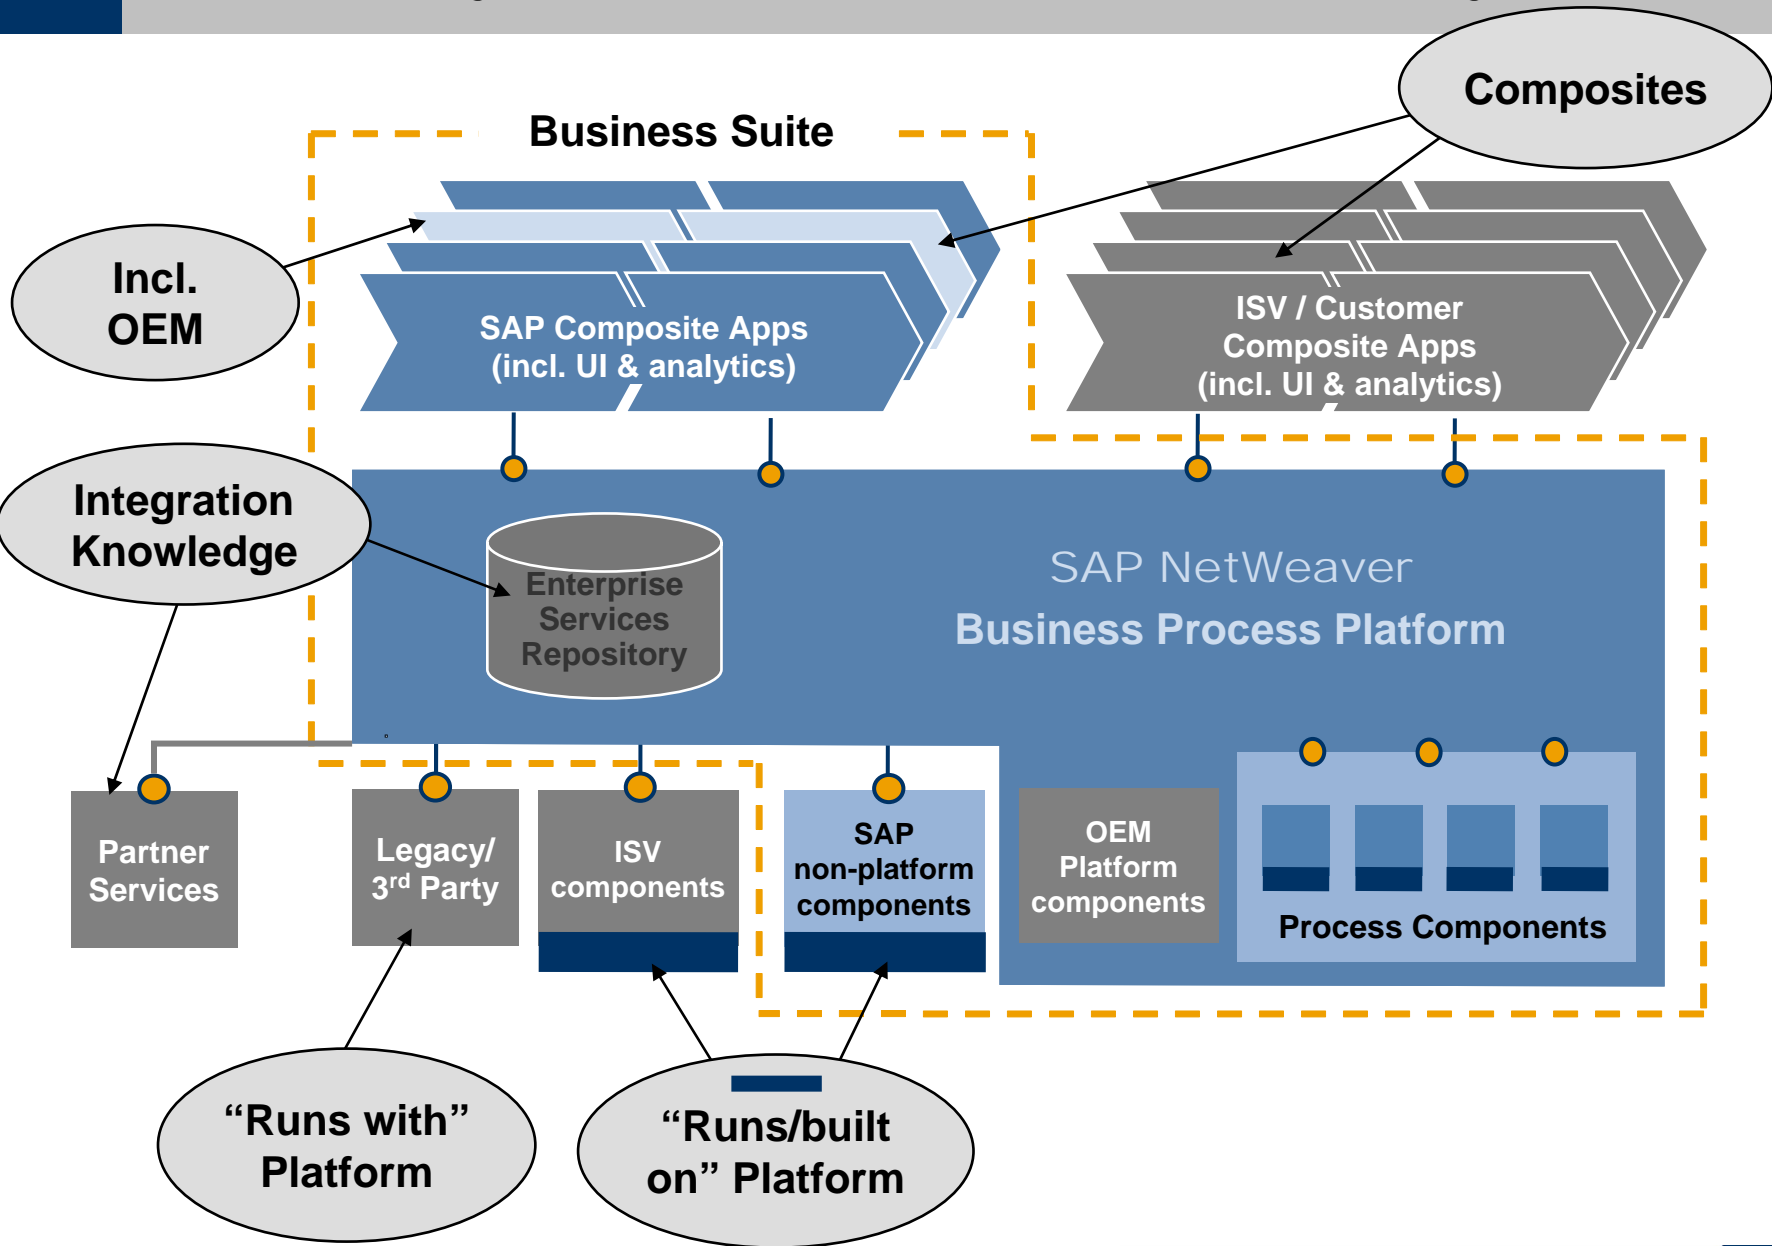 Composites
Business Suite
Incl.
OEM
SAP Composite Apps
(incl. UI & analytics)
ISV / Customer
Composite Apps
(incl. UI & analytics)
Integration
Knowledge
Enterprise
Services
Repository
SAP NetWeaver
Business Process Platform
Partner
Services
Legacy/
3rd Party
ISV
components
SAP
non-platform
components
OEM
Platform
components
Process Components
“Runs with”
Platform
“Runs/built
on” Platform